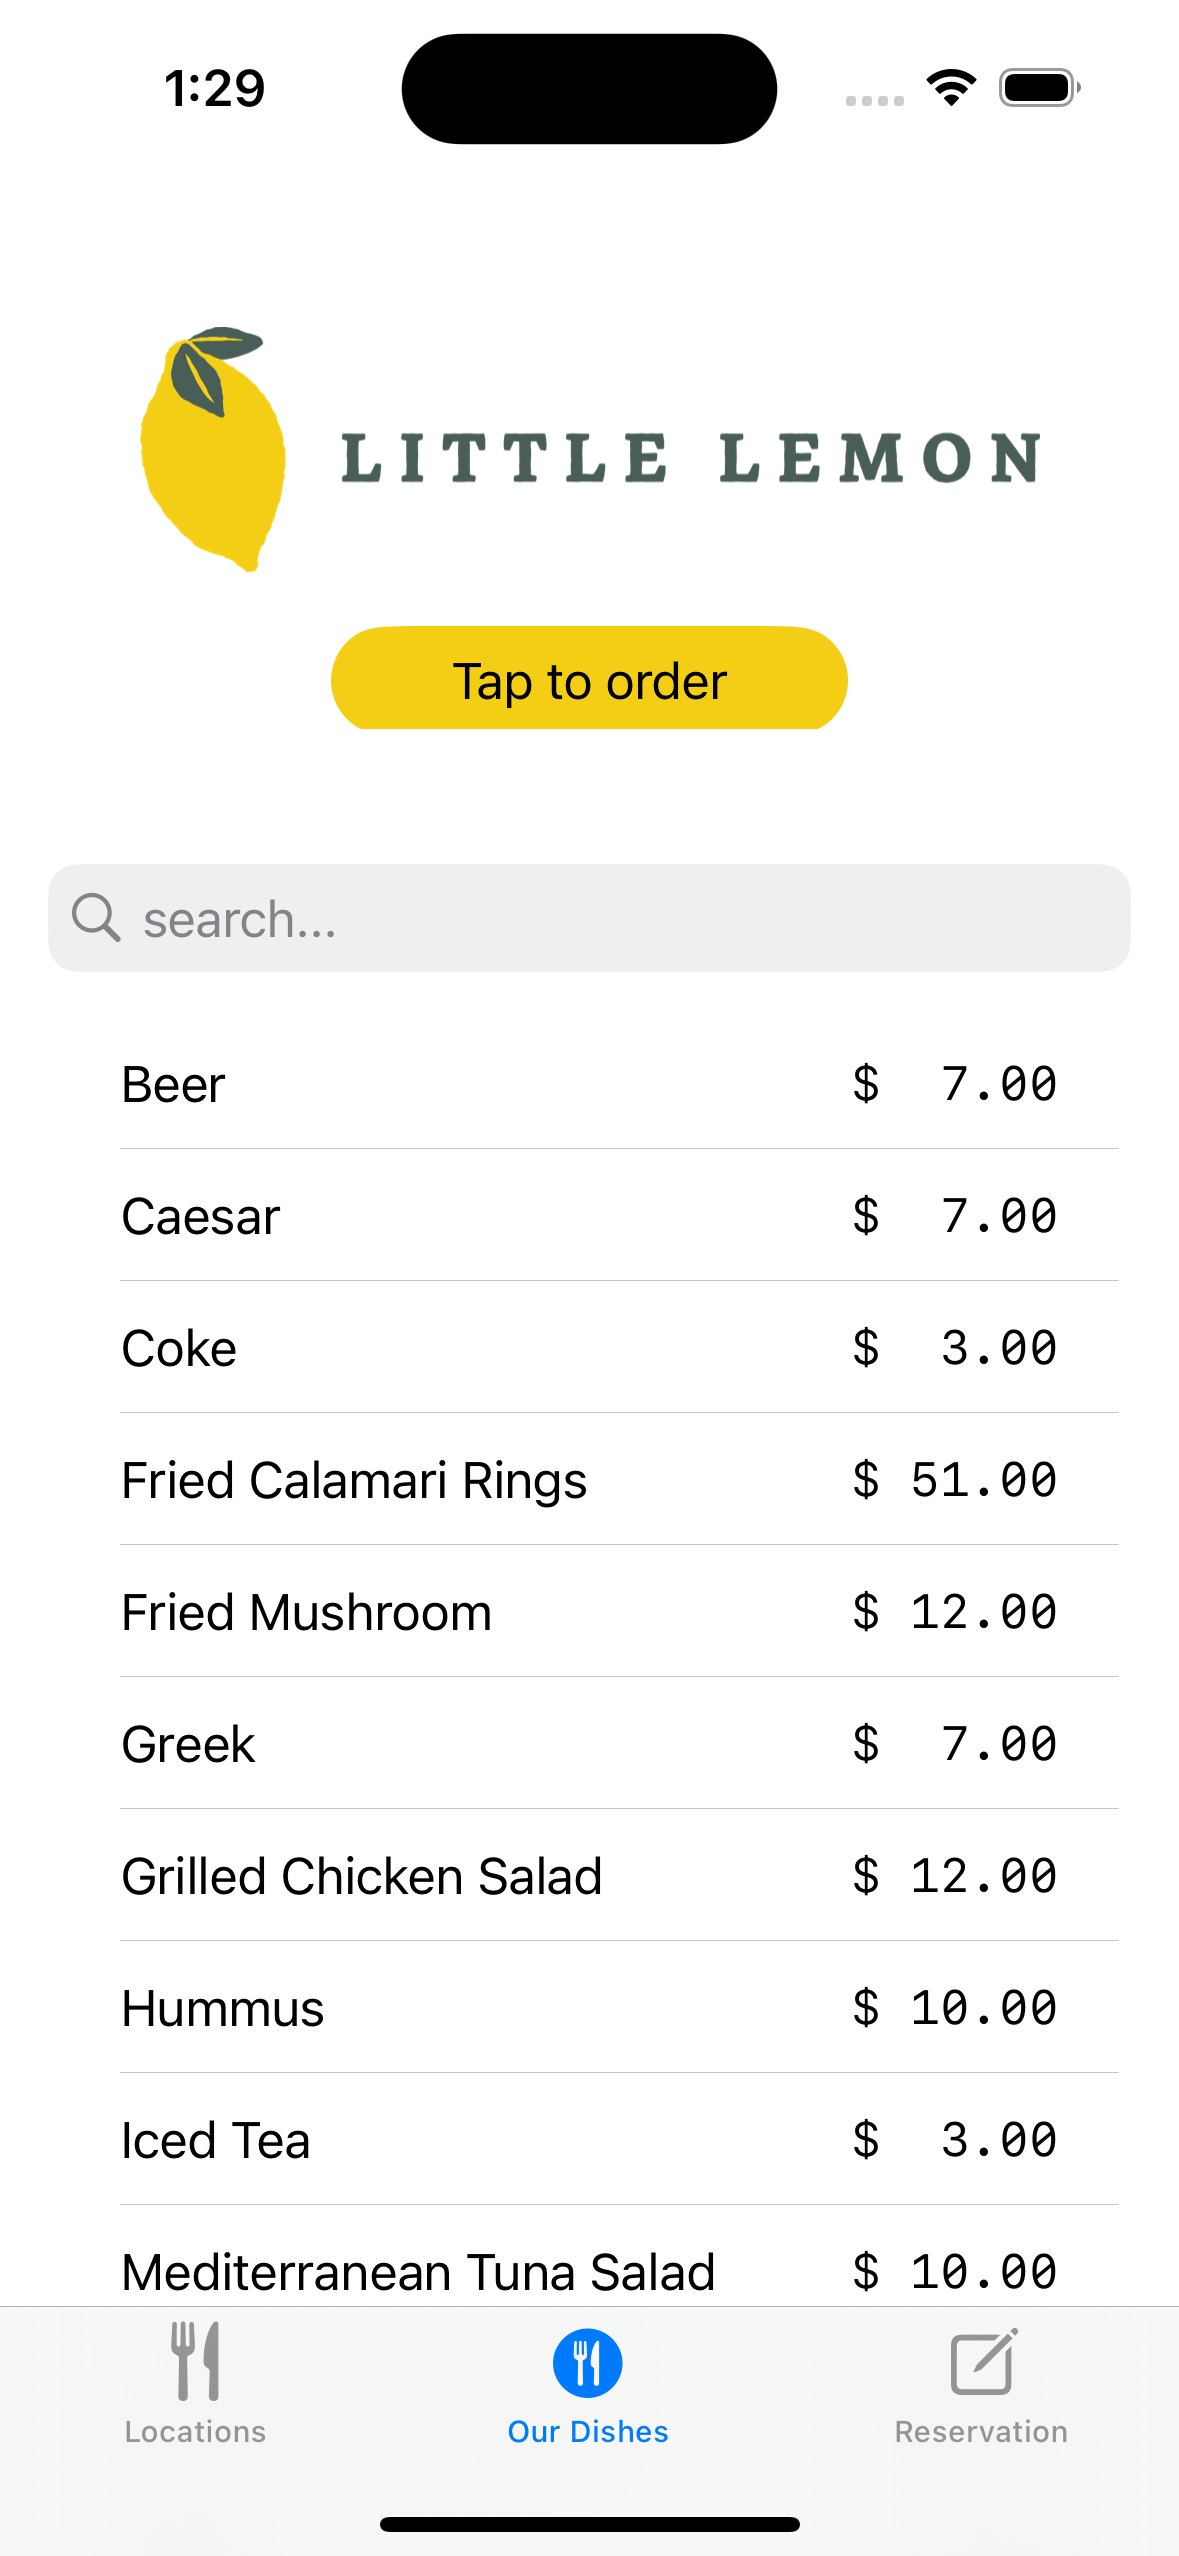 1:29
LITTLE LEMON
Tap to order
search...
Beer $ 7.00
Caesar $ 7.00
Coke $ 3.00
Fried Calamari Rings $ 51.00
Fried Mushroom $ 12.00
Greek $ 7.00
Grilled Chicken Salad $ 12.00
Hummus $ 10.00
Iced Tea $ 3.00
Mediterranean Tuna Salad $ 10.00
Locations Our Dishes Reservation